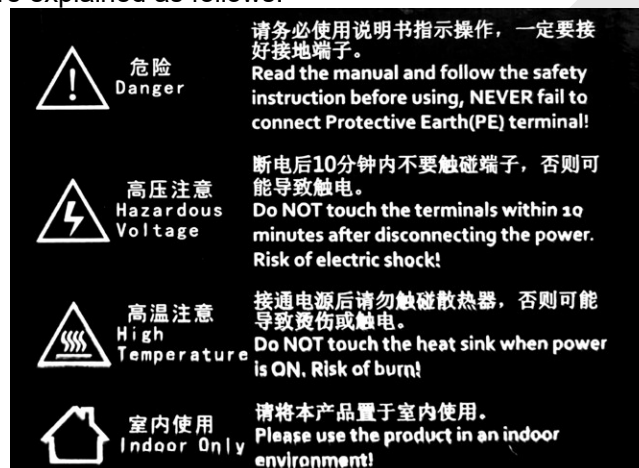 请务必使用说明书指示操作，一定要接
好接地端子。
危险
Danger
Read the manual and follow the safety
instruction before using, NEVER fail to
connect Protective Earth(PE) terminal!
断电后10分钟内不要触碰端子，否则可
能导致触电。
高压注意
Hazardous
Voltage
Do NOT touch the terminals within 10
minutes after disconnecting the power.
Risk of electric shock!
接通电源后请勿触碰散热器，否则可能
导致烫伤或触电。
高温注意
High
Temperature
Do NOT touch the heat sink when power
is ON. Risk of burn!
请将本产品置于室内使用。
室内使用
Indoor Only
Please use the product in an indoor
environment!